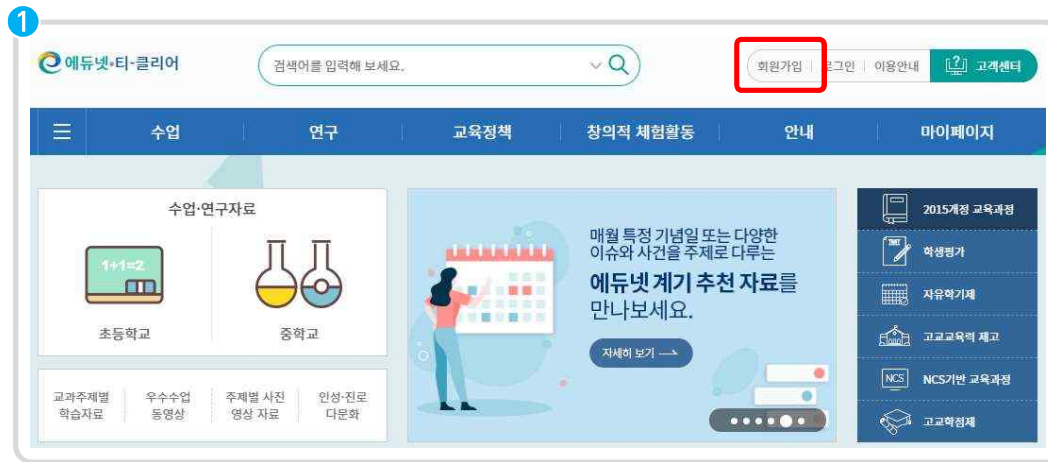 1
에듀넷·티-클리어
검색어를 입력해 보세요.
회원가입 | 로그인 | 이용안내
고객센터
수업
연구
교육정책
창의적 체험활동
안내
마이페이지
수업·연구자료
1+1=2
초등학교
중학교
교과주제별
학습자료
우수수업
동영상
주제별 사진
영상 자료
인성·진로
다문화
매월 특정 기념일 또는 다양한
이슈와 사건을 주제로 다루는
에듀넷 계기 추천 자료를
만나보세요.
자세히 보기
2015개정 교육과정
학생평가
자유학기제
고교교육력 제고
NCS
NCS기반 교육과정
고교학점제